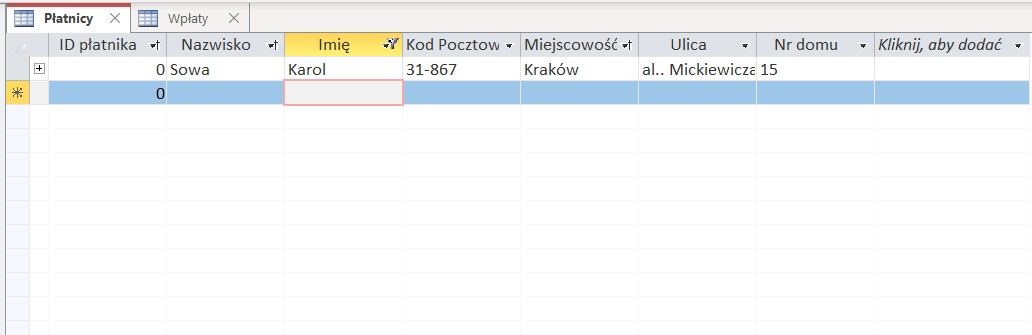 Płatnicy Wpłaty
ID płatnika Nazwisko Imię Kod Pocztow Miejscowość Ulica Nr domu Kliknij, aby dodać
0 Sowa Karol 31-867 Kraków al.. Mickiewicza 15
0